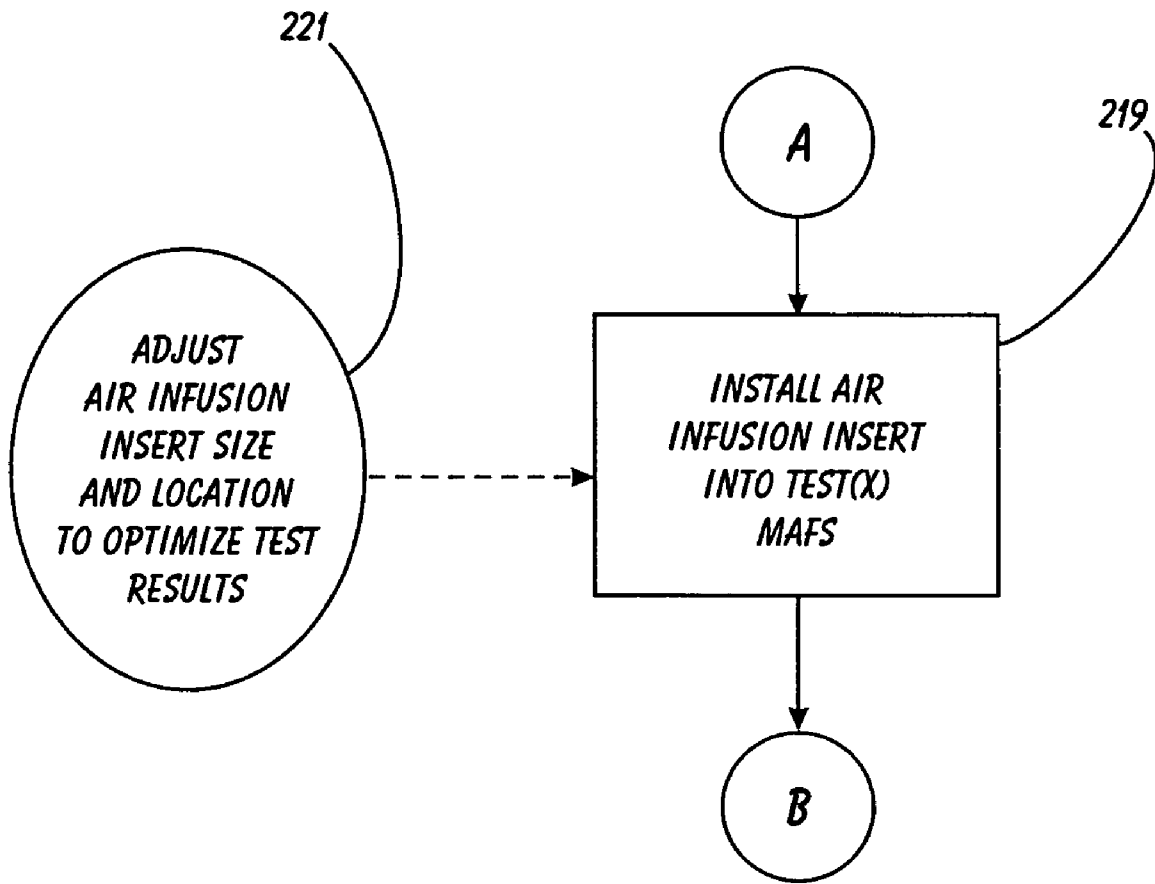 221
A
219
ADJUST
AIR INFUSION
INSERT SIZE
AND LOCATION
TO OPTIMIZE TEST
RESULTS
INSTALL AIR
INFUSION INSERT
INTO TEST(X)
MAFS
B